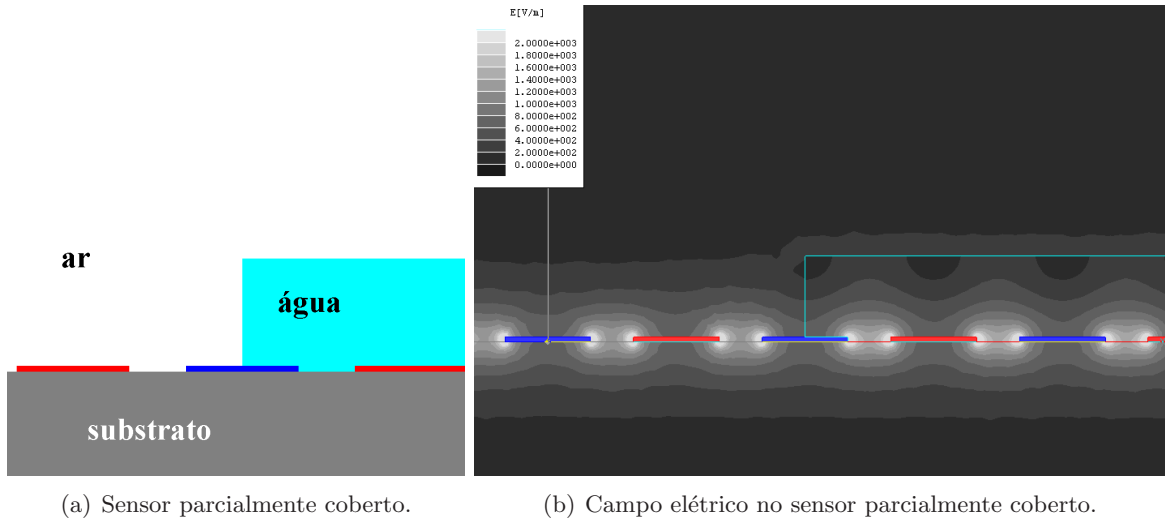 ar
água
substrato
(a) Sensor parcialmente coberto.
E[V/m]
2.0000e+003
1.8000e+003
1.6000e+003
1.4000e+003
1.2000e+003
1.0000e+003
8.0000e+002
6.0000e+002
4.0000e+002
2.0000e+002
0.0000e+000
(b) Campo elétrico no sensor parcialmente coberto.